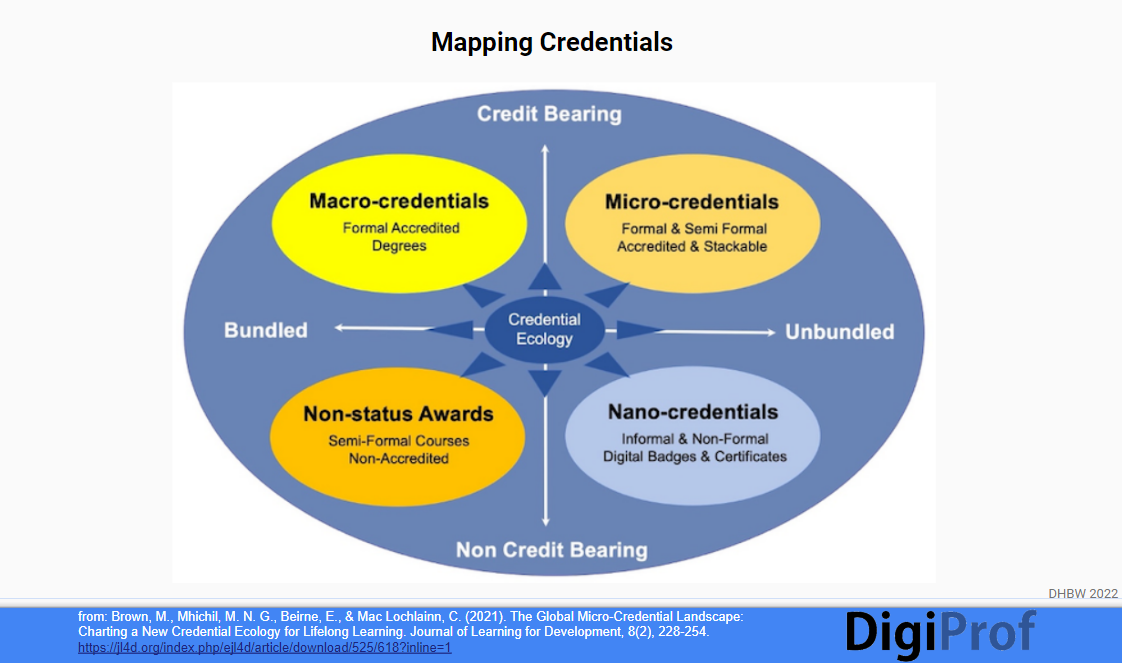 Mapping Credentials
Credit Bearing
Macro-credentials
Formal Accredited
Degrees
Micro-credentials
Formal & Semi Formal
Accredited & Stackable
Bundled
Credential
Ecology
Unbundled
Non-status Awards
Semi-Formal Courses
Non-Accredited
Nano-credentials
Informal & Non-Formal
Digital Badges & Certificates
Non Credit Bearing
DHBW 2022
from: Brown, M., Mhichil, M. N. G., Beirne, E., & Mac Lochlainn, C. (2021). The Global Micro-Credential Landscape:
Charting a New Credential Ecology for Lifelong Learning. Journal of Learning for Development, 8(2), 228-254.
https://jl4d.org/index.php/ejl4d/article/download/525/618?inline=1
DigiProf